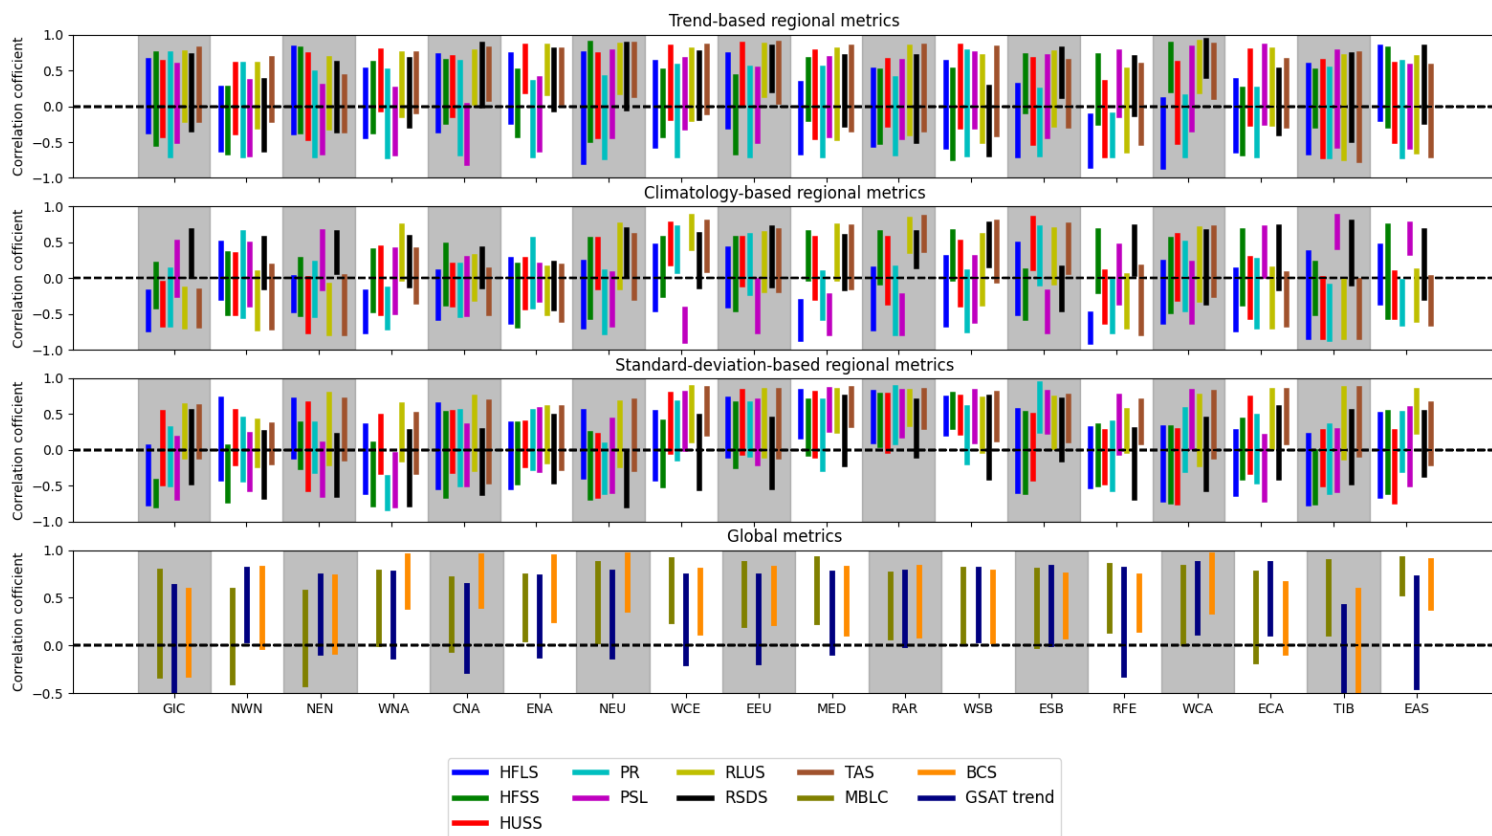 Trend-based regional metrics
Correlation cofficient
1.0
0.5
0.0
−0.5
−1.0
Climatology-based regional metrics
Correlation cofficient
1.0
0.5
0.0
−0.5
−1.0
Standard-deviation-based regional metrics
Correlation cofficient
1.0
0.5
0.0
−0.5
−1.0
Global metrics
Correlation cofficient
1.0
0.5
0.0
−0.5
GIC NWN NEN WNA CNA ENA NEU WCE EEU MED RAR WSB ESB RFE WCA ECA TIB EAS
HFLS PR RLUS TAS BCS
HFSS PSL RSDS MBLC GSAT trend
HUSS